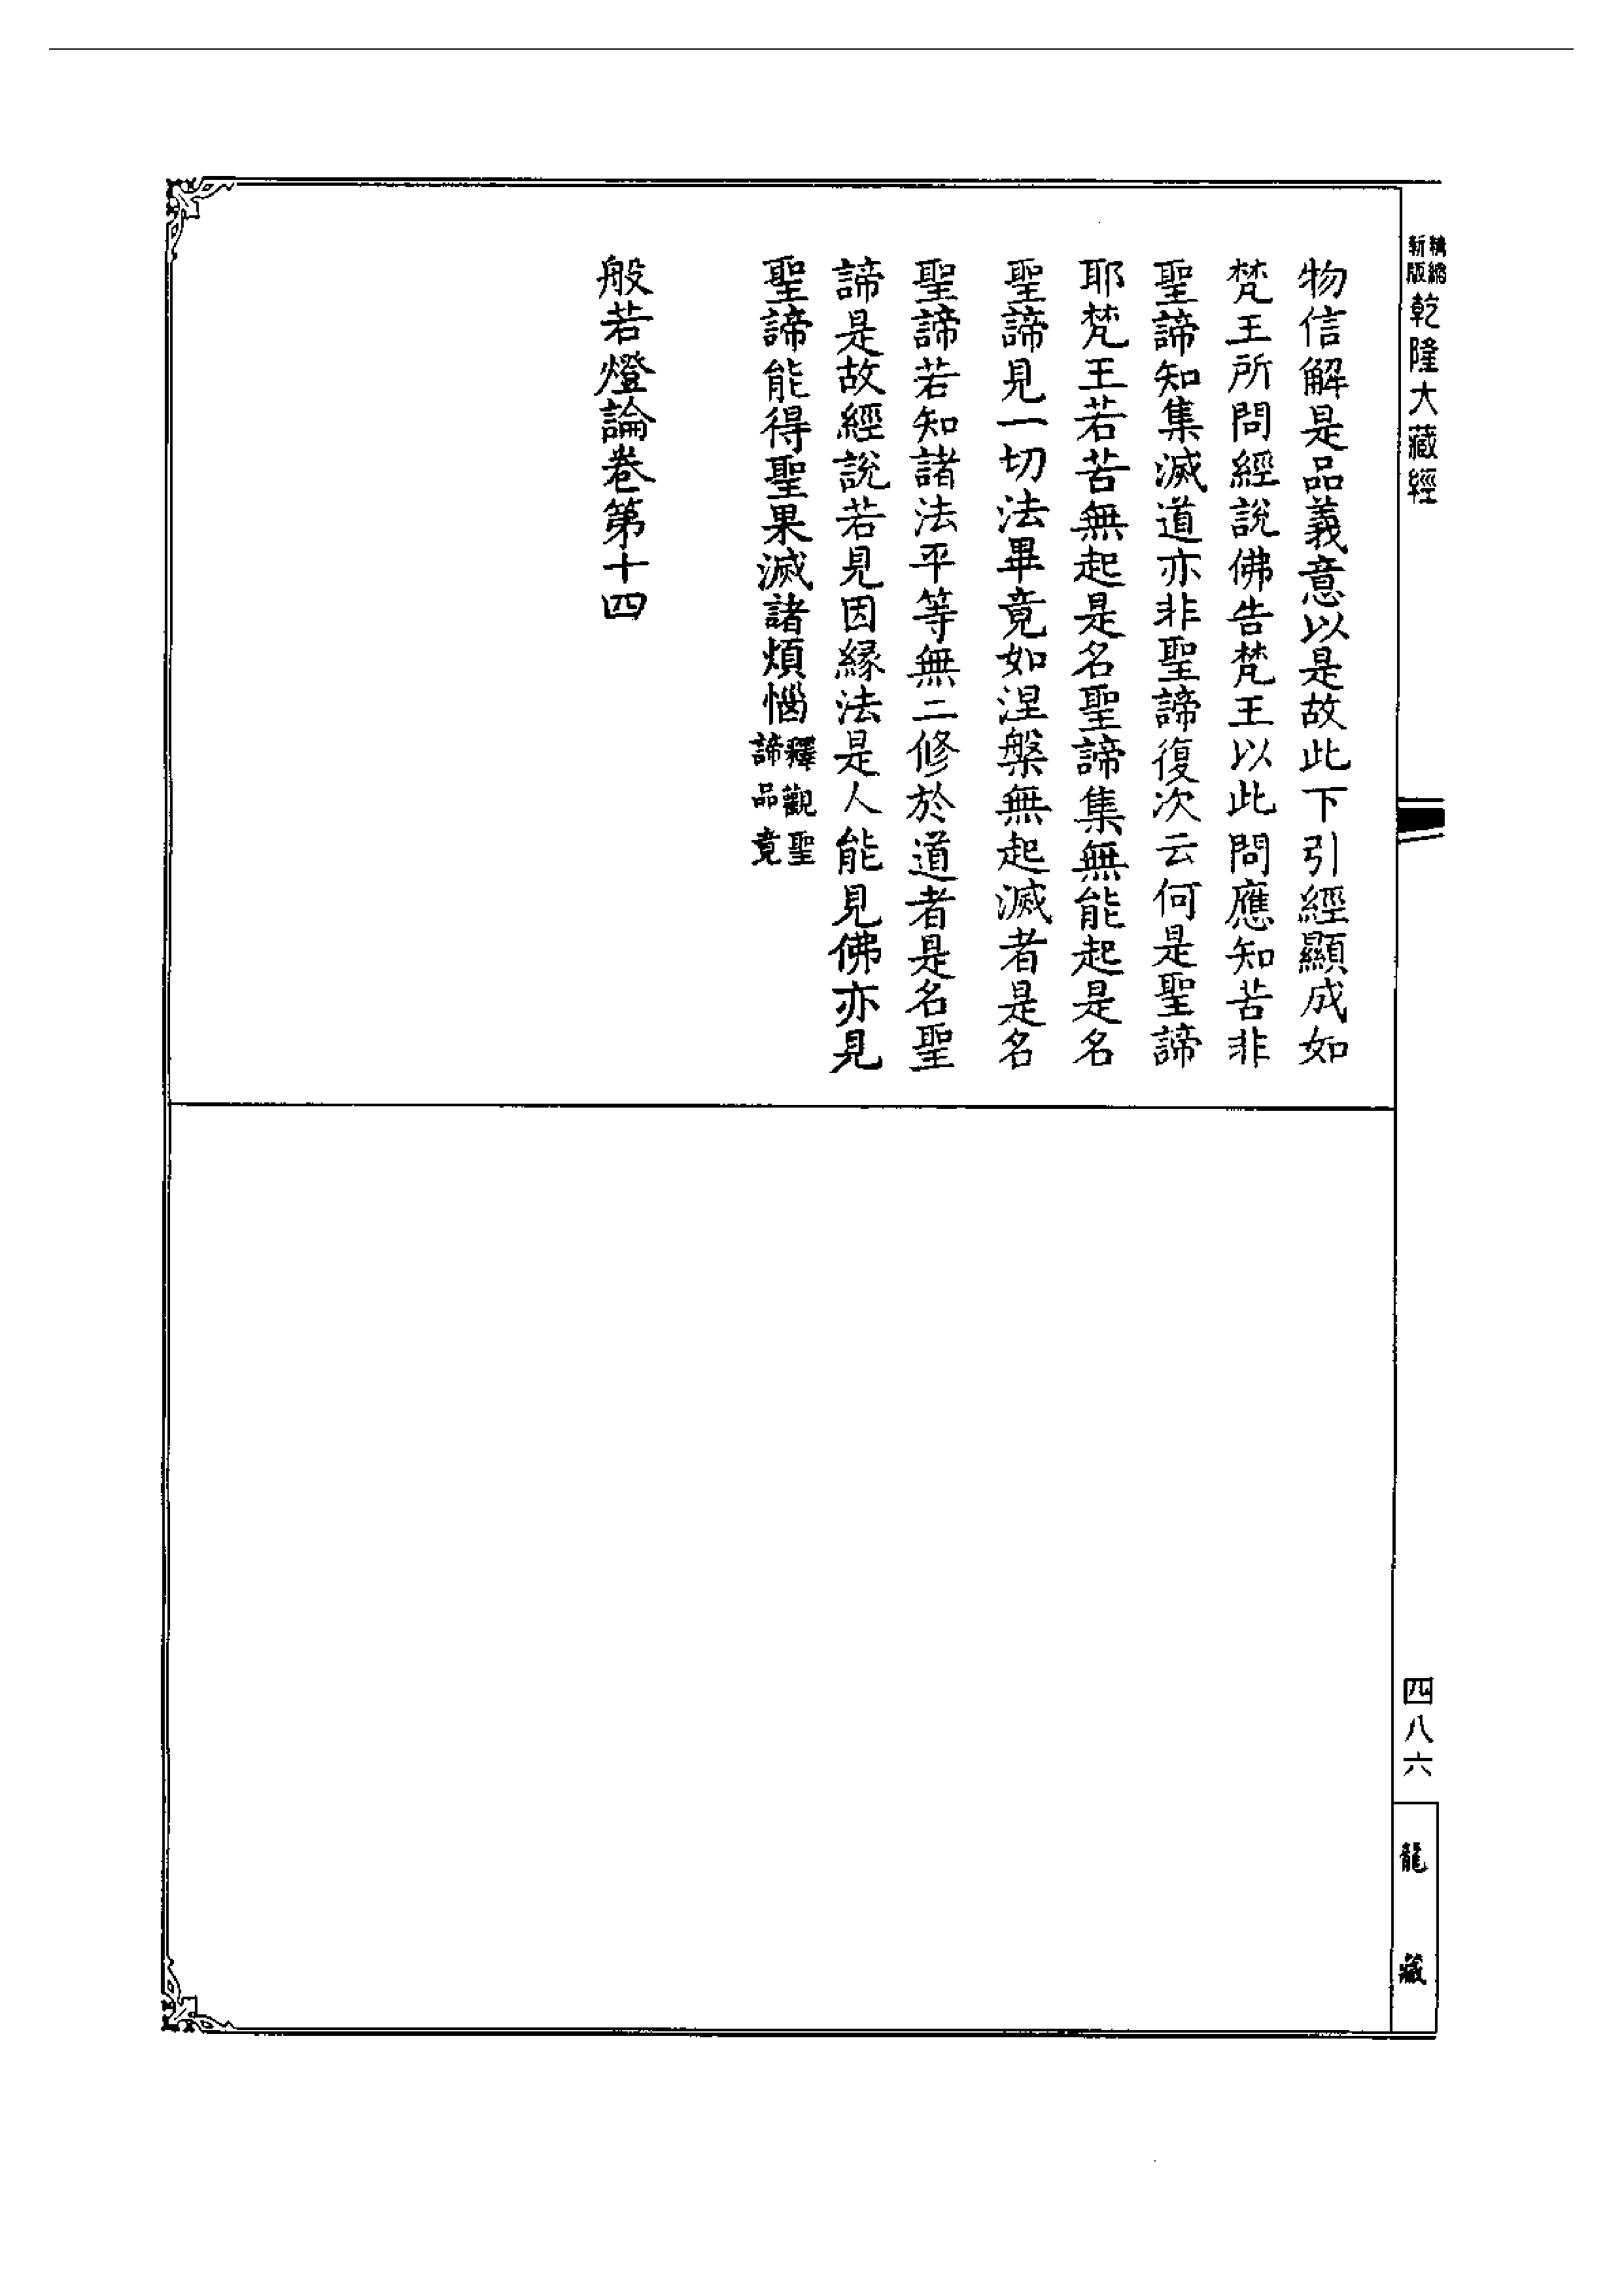 精縮新版乾隆大藏經
物信解是品義意以是故此下引經顯成如
梵王所問經說佛告梵王以此問應知苦非
聖諦知集滅道亦非聖諦復次云何是聖諦
耶梵王若苦無起是名聖諦集無能起是名
聖諦見一切法畢竟如涅槃無起滅者是名
聖諦若知諸法平等無二修於道者是名聖
諦是故經說若見因緣法是人能見佛亦見
聖諦能得聖果滅諸煩惱釋觀聖諦品竟
般若燈論卷第十四
四八六
龍藏